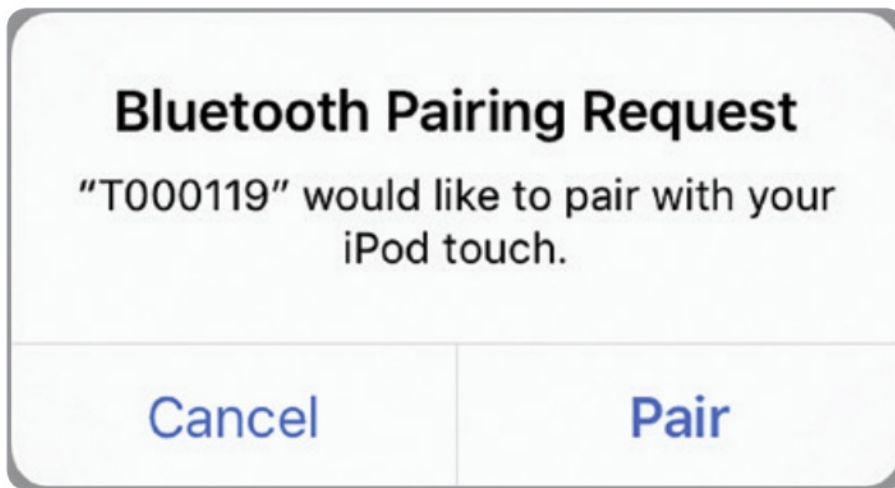 Bluetooth Pairing Request
"T000119" would like to pair with your
iPod touch.
Cancel
Pair